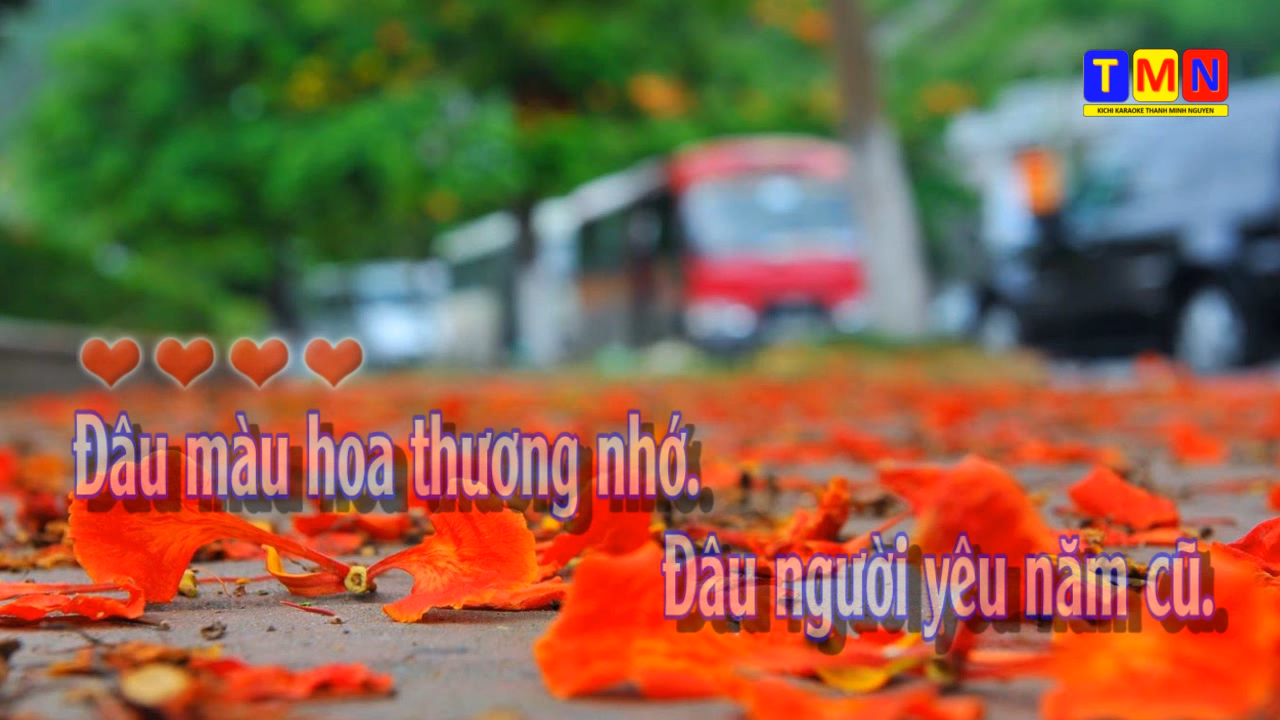 TMN
KICHI KARAOKE THANH MINH NGUYEN
Đâu màu hoa thương nhớ.
Đâu người yêu năm cũ.